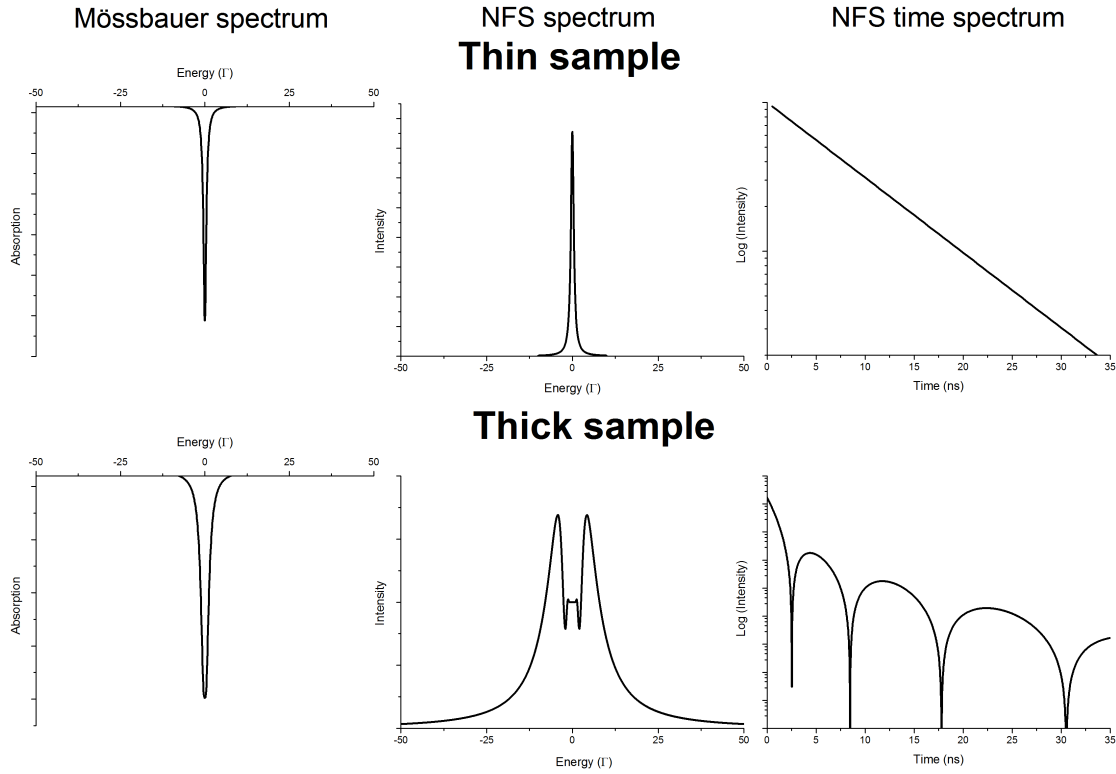 Mössbauer spectrum
NFS spectrum
NFS time spectrum
Thin sample
Energy (Γ)
-50 -25 0 25 50
Absorption
Intensity
-50 -25 0 25 50
Energy (Γ)
Log (Intensity)
0 5 10 15 20 25 30 35
Time (ns)
Thick sample
Energy (Γ)
-50 -25 0 25 50
Absorption
Intensity
-50 -25 0 25 50
Energy (Γ)
Log (Intensity)
0 5 10 15 20 25 30 35
Time (ns)